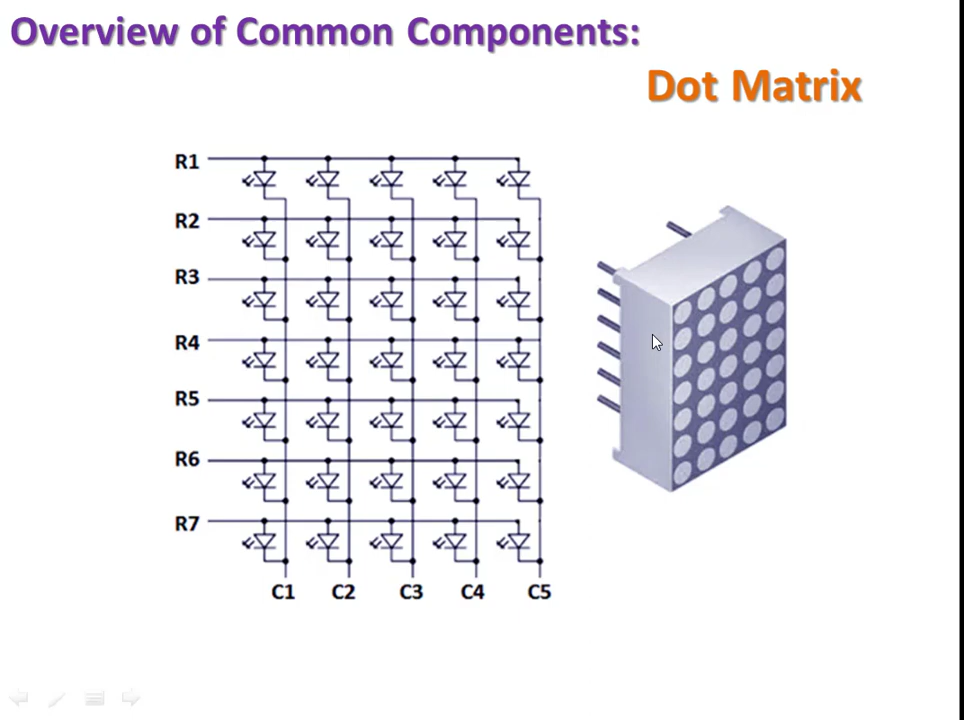 Overview of Common Components:
Dot Matrix
R1
R2
R3
R4
R5
R6
R7
C1 C2 C3 C4 C5